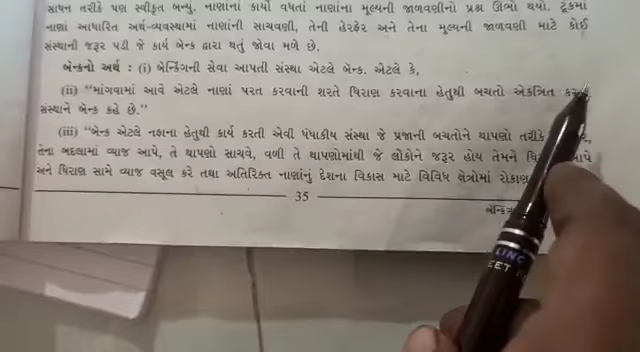 સાધન તરીકે પણ સ્વીકૃત બન્યુ. નાણાંનાં કાર્યો વધતાં નાણાંના મૂલ્યની જાળવણીનો પ્રશ્ન ઊભો થયો. ટૂંકમાં
નાણાં આધારિત અર્થ-વ્યવસ્થામાં નાણાંની સાચવણી, તેની હેરફેર અને તેના મૂલ્યની જાળવણી માટે કોઈ
સંસ્થાની જરૂર પડી જે કાર્ય બેન્ક દ્વારા થતું જોવા મળે છે.
બેન્કનો અર્થ : (i) બેન્કિંગની સેવા આપતી સંસ્થા એટલે બૅન્ક. એટલે કે,
(ii) “માંગવામાં આવે એટલે નાણાં પરત કરવાની શરતે ધિરાણ કરવાના હેતુથી બચતો એકત્રિત
સંસ્થાને બૅન્ક કહે છે.”
(iii) “બૅન્ક એટલે નફાના હેતુથી કાર્ય કરતી એવી ધંધાકીય સંસ્થા જે પ્રજાની બચતોને થાપણો તરીકે
તેના બદલામાં વ્યાજ આપે, તે થાપણો સાચવે, વળી તે થાપણોમાંથી જે લોકોને જરૂર હોય તેમને
અને ધિરાણ સામે વ્યાજ વસૂલ કરે તથા અતિરિક્ત નાણાંનું દેશના વિકાસ માટે વિવિધ ક્ષેત્રોમાં રોકાણ
35
LINC